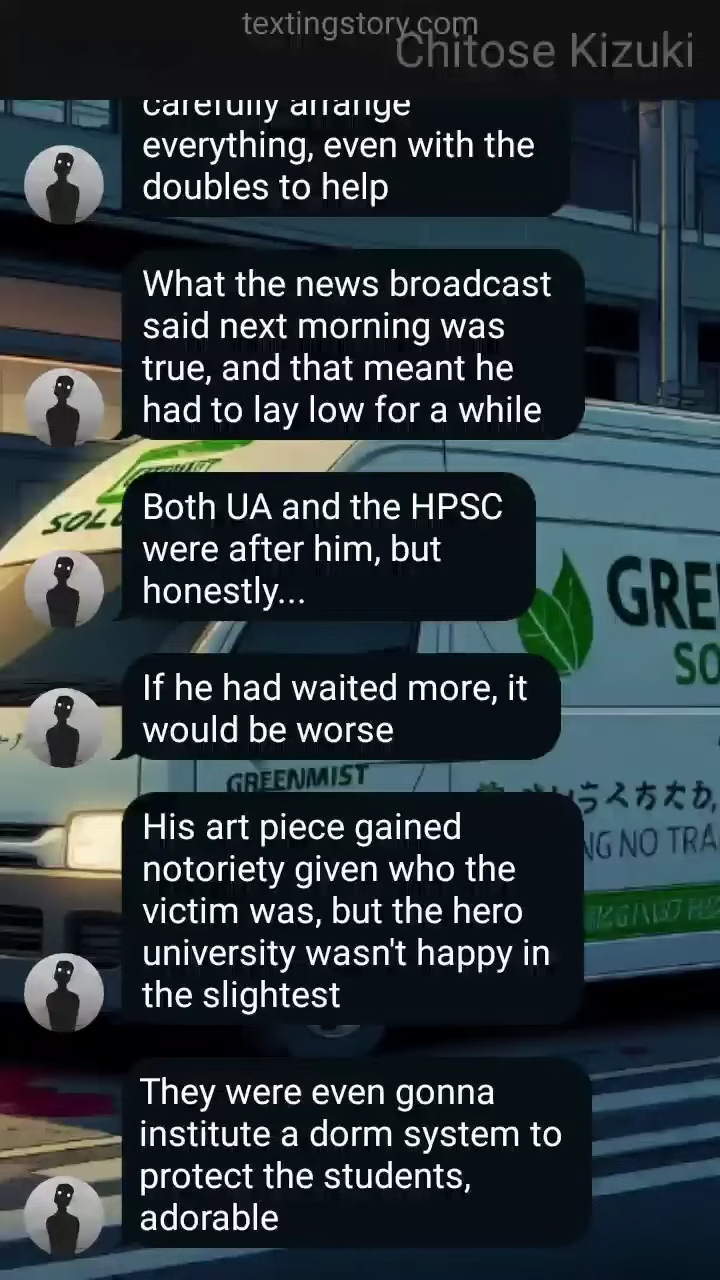 textingstory.com
Chitose Kizuki
carefully arrange
everything, even with the
doubles to help
What the news broadcast
said next morning was
true, and that meant he
had to lay low for a while
Both UA and the HPSC
were after him, but
honestly...
If he had waited more, it
would be worse
His art piece gained
notoriety given who the
victim was, but the hero
university wasn't happy in
the slightest
They were even gonna
institute a dorm system to
protect the students,
adorable
SOL
GRE
SO
GREENMIST
NG NO TRA